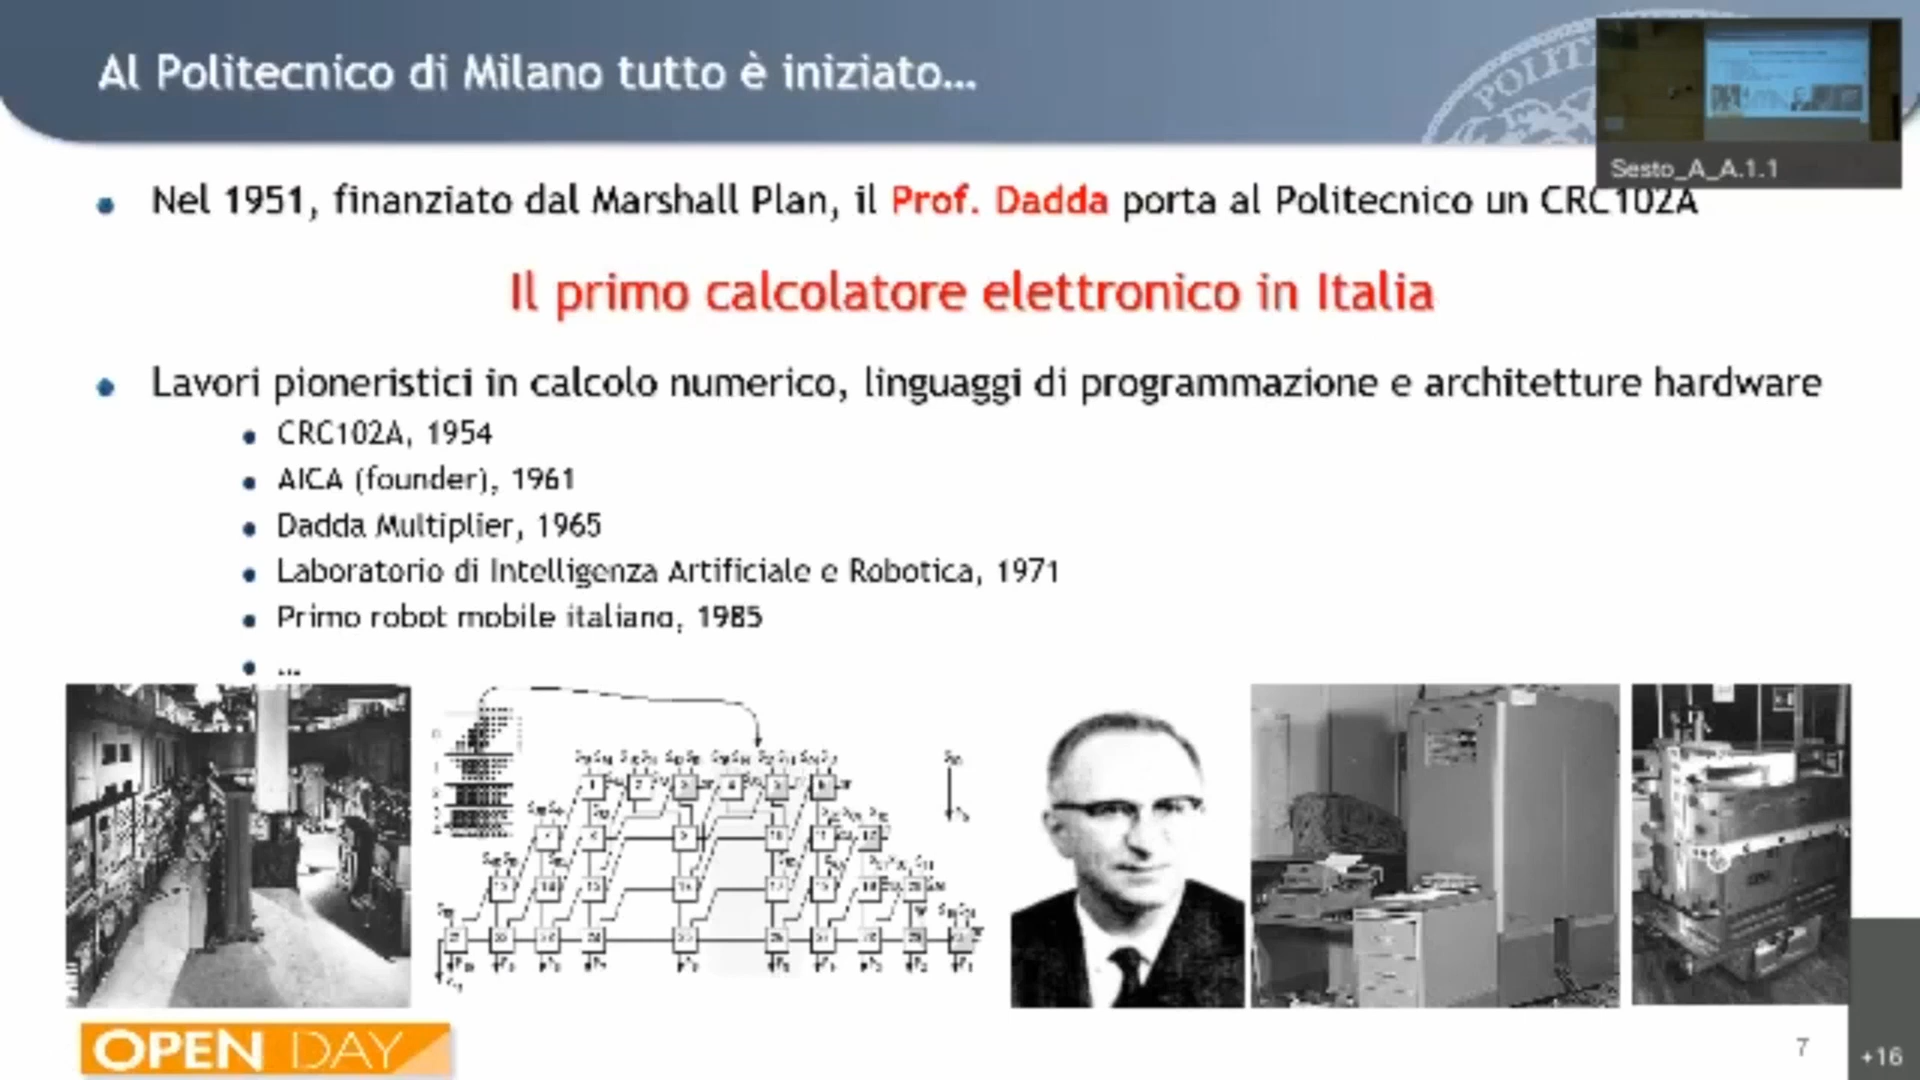 Al Politecnico di Milano tutto è iniziato...
POLIT
Sesto_A_A.1.1
Nel 1951, finanziato dal Marshall Plan, il Prof. Dadda porta al Politecnico un CRC102A
Il primo calcolatore elettronico in Italia
Lavori pioneristici in calcolo numerico, linguaggi di programmazione e architetture hardware
CRC102A, 1954
AICA (founder), 1961
Dadda Multiplier, 1965
Laboratorio di Intelligenza Artificiale e Robotica, 1971
Primo robot mobile italiano, 1985
...
OPEN DAY
7
+16